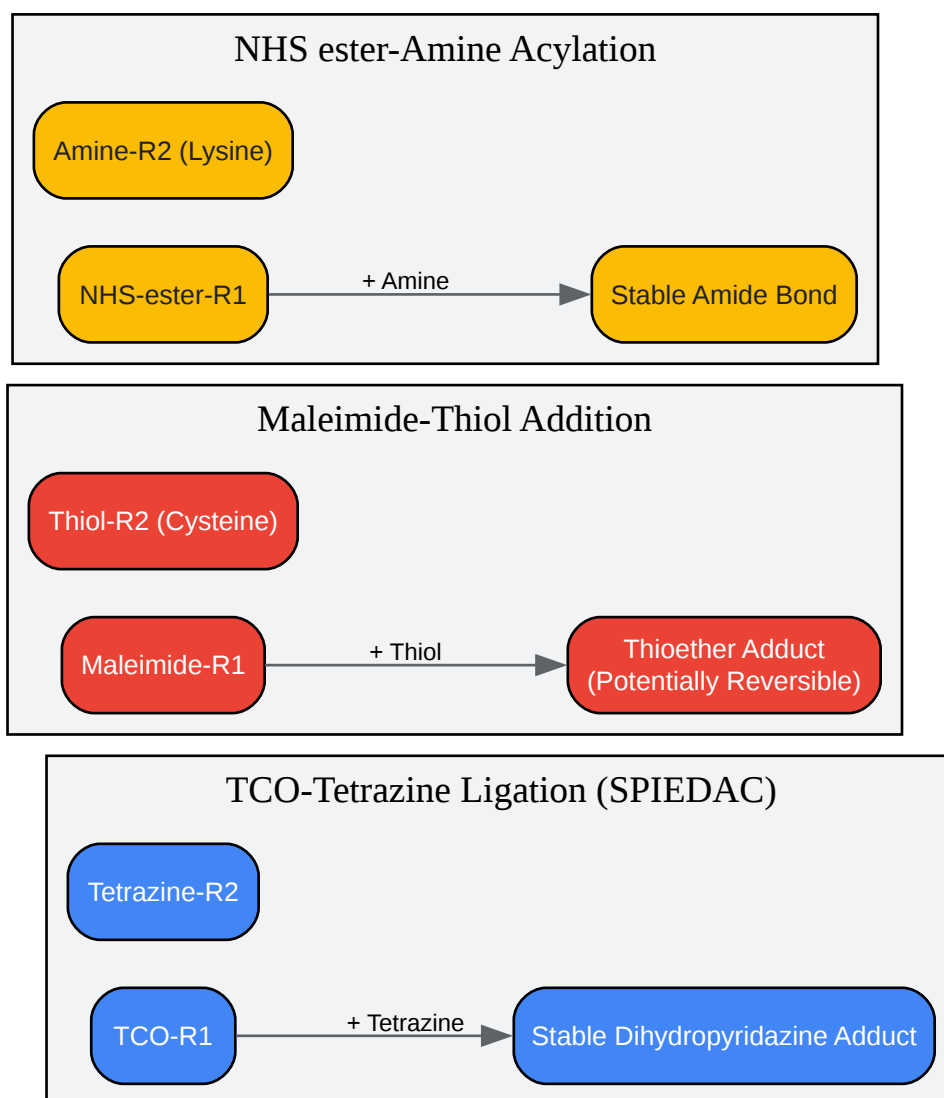 NHS ester-Amine Acylation
Amine-R2 (Lysine)
NHS-ester-R1
+ Amine
Stable Amide Bond
Maleimide-Thiol Addition
Thiol-R2 (Cysteine)
Maleimide-R1
+ Thiol
Thioether Adduct
(Potentially Reversible)
TCO-Tetrazine Ligation (SPIEDAC)
Tetrazine-R2
TCO-R1
+ Tetrazine
Stable Dihydropyridazine Adduct